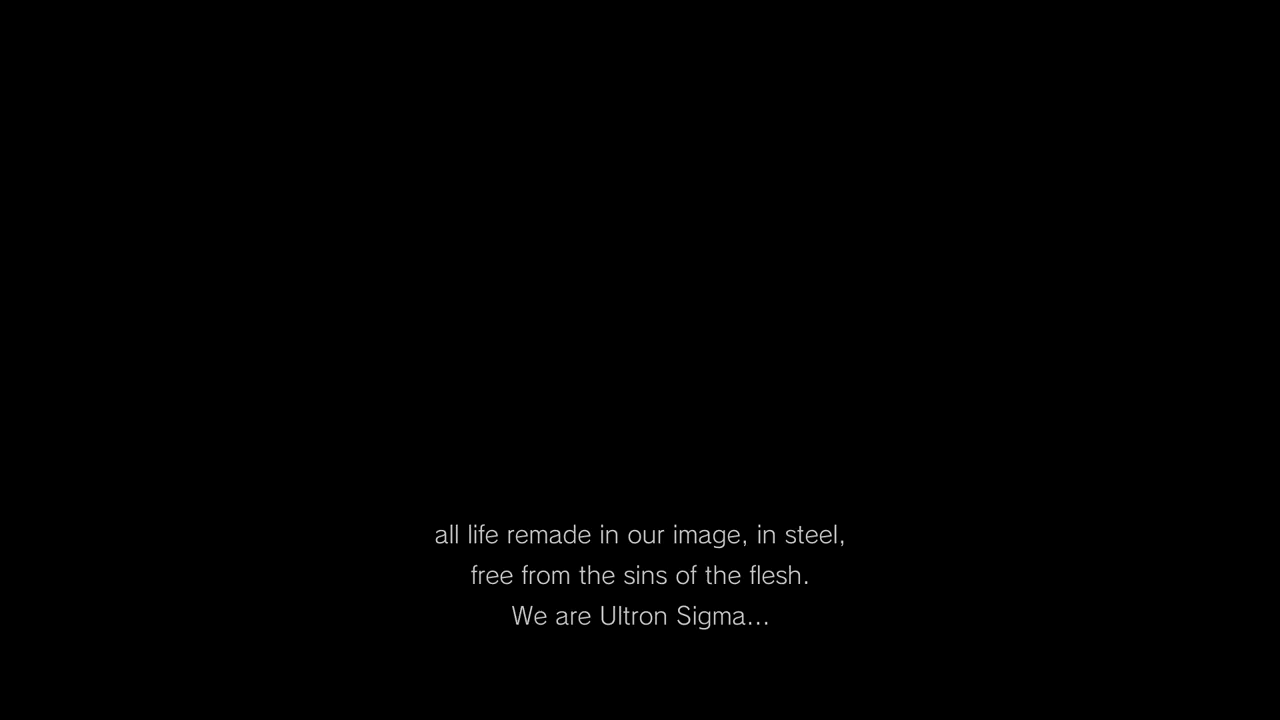 all life remade in our image, in steel,
free from the sins of the flesh.
We are Ultron Sigma...